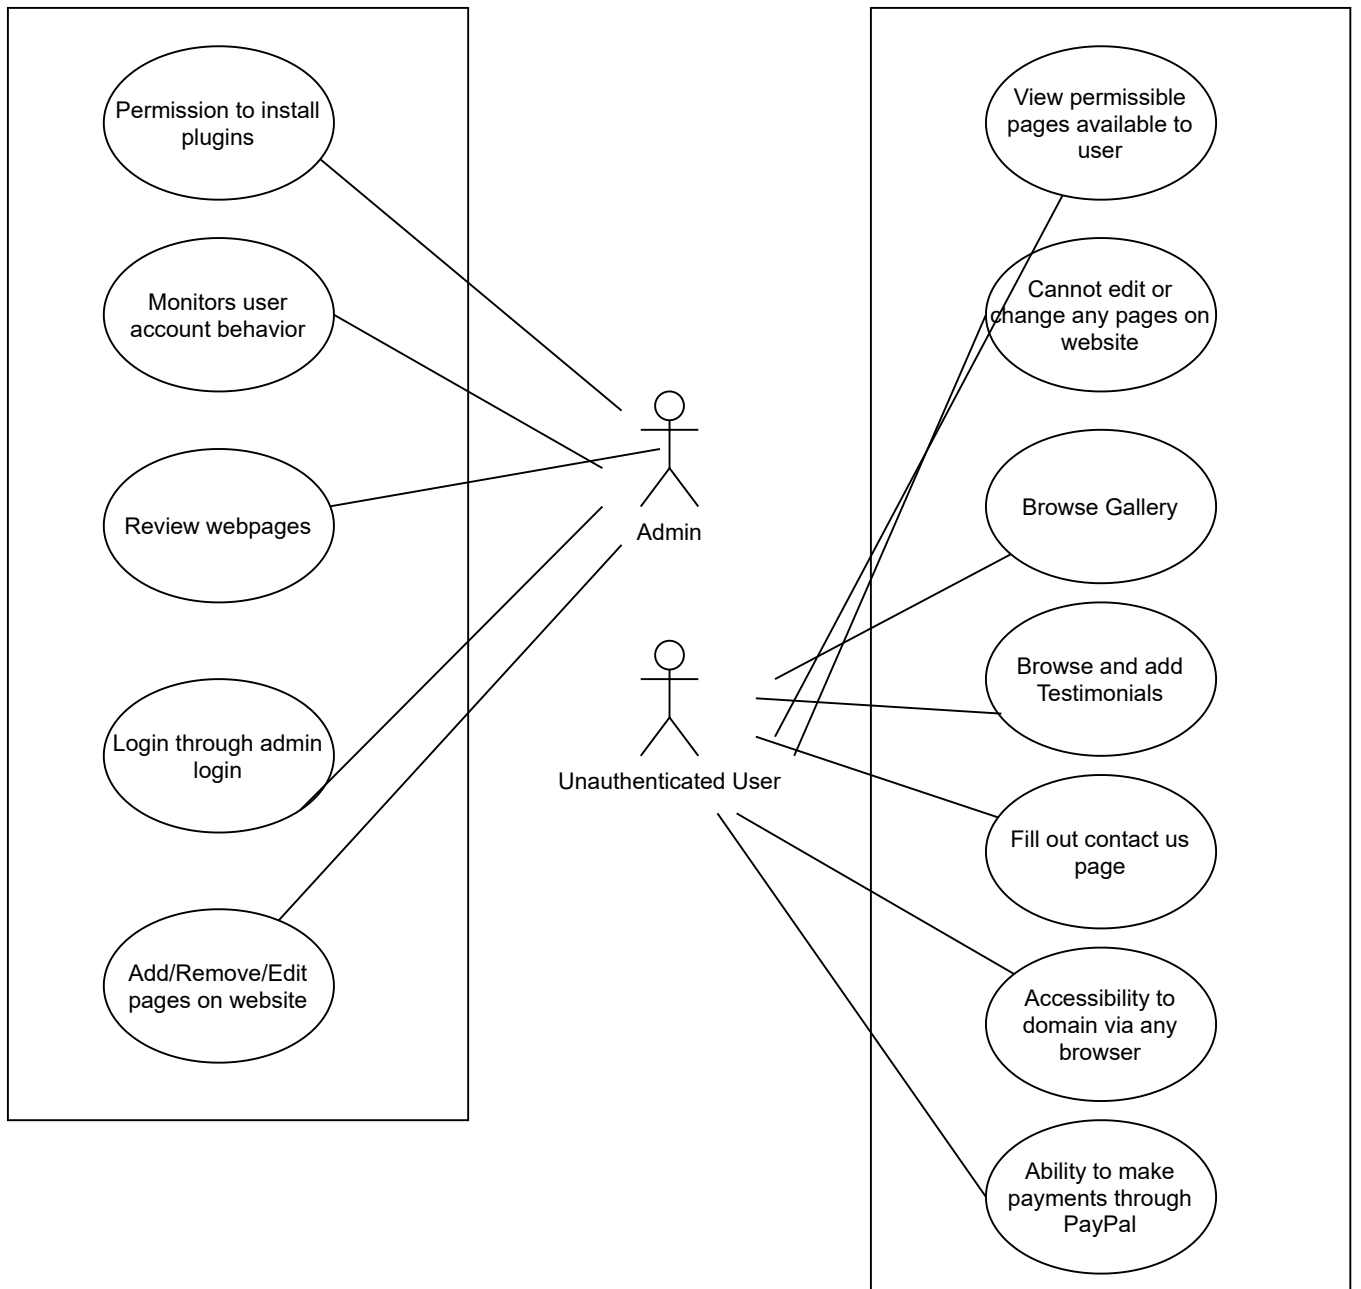 Permission to install
plugins
Monitors user
account behavior
Review webpages
Login through admin
login
Add/Remove/Edit
pages on website
Admin
Unauthenticated User
View permissible
pages available to
user
Cannot edit or
change any pages on
website
Browse Gallery
Browse and add
Testimonials
Fill out contact us
page
Accessibility to
domain via any
browser
Ability to make
payments through
PayPal